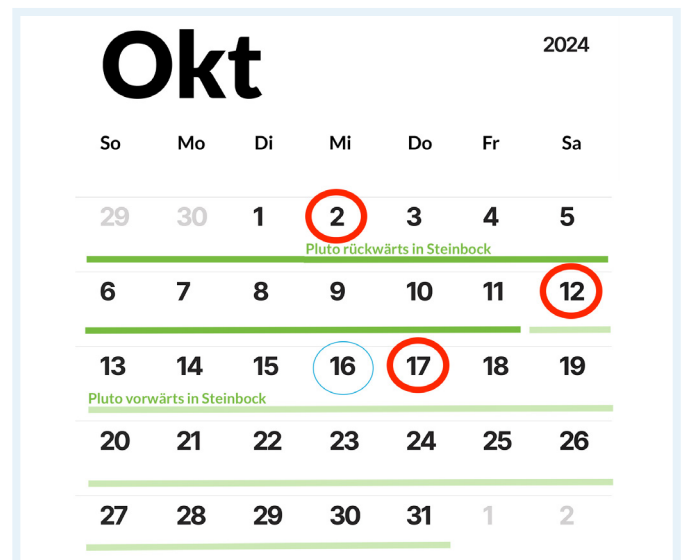 Okt 2024
So Mo Di Mi Do Fr Sa
29 30 1 2 3 4 5
Pluto rückwärts in Steinbock
6 7 8 9 10 11 12
13 14 15 16 17 18 19
Pluto vorwärts in Steinbock
20 21 22 23 24 25 26
27 28 29 30 31 1 2